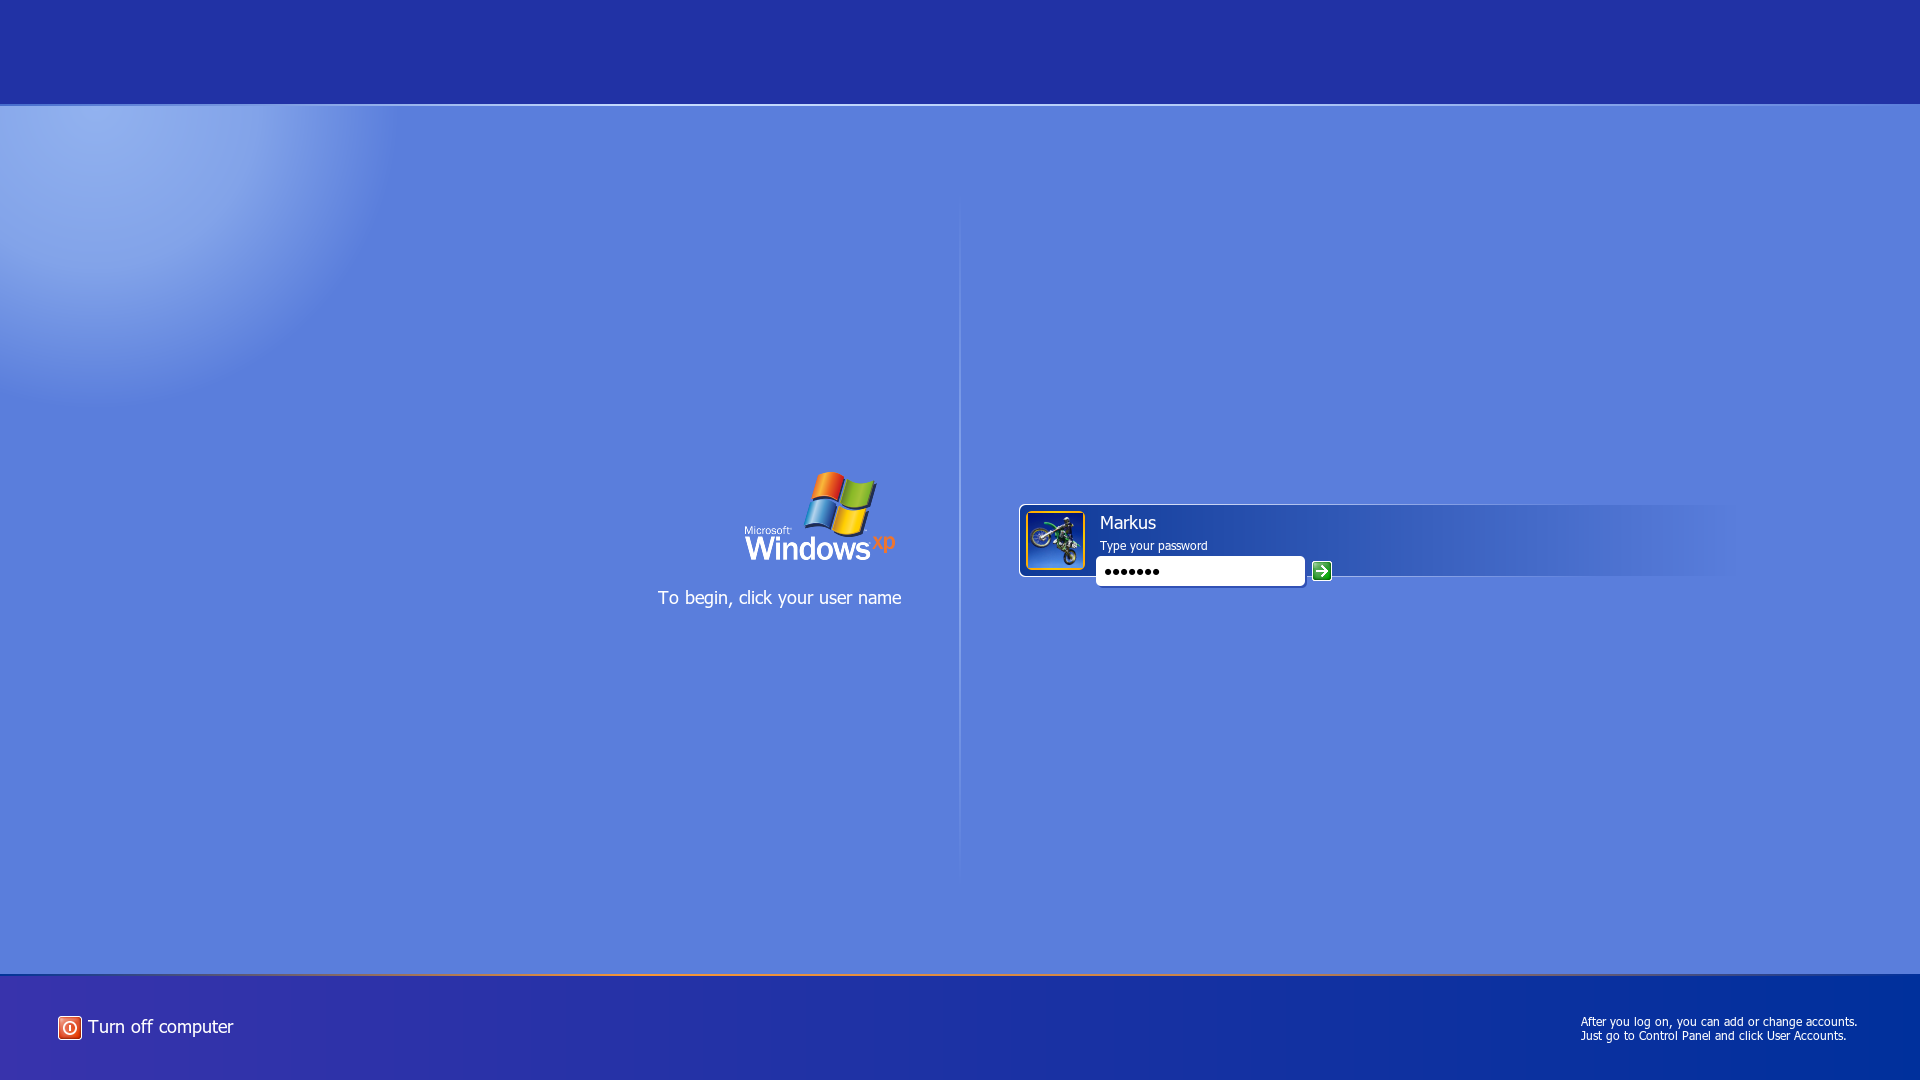 Microsoft®
Windows xp
To begin, click your user name
Markus
Type your password
Turn off computer
After you log on, you can add or change accounts.
Just go to Control Panel and click User Accounts.